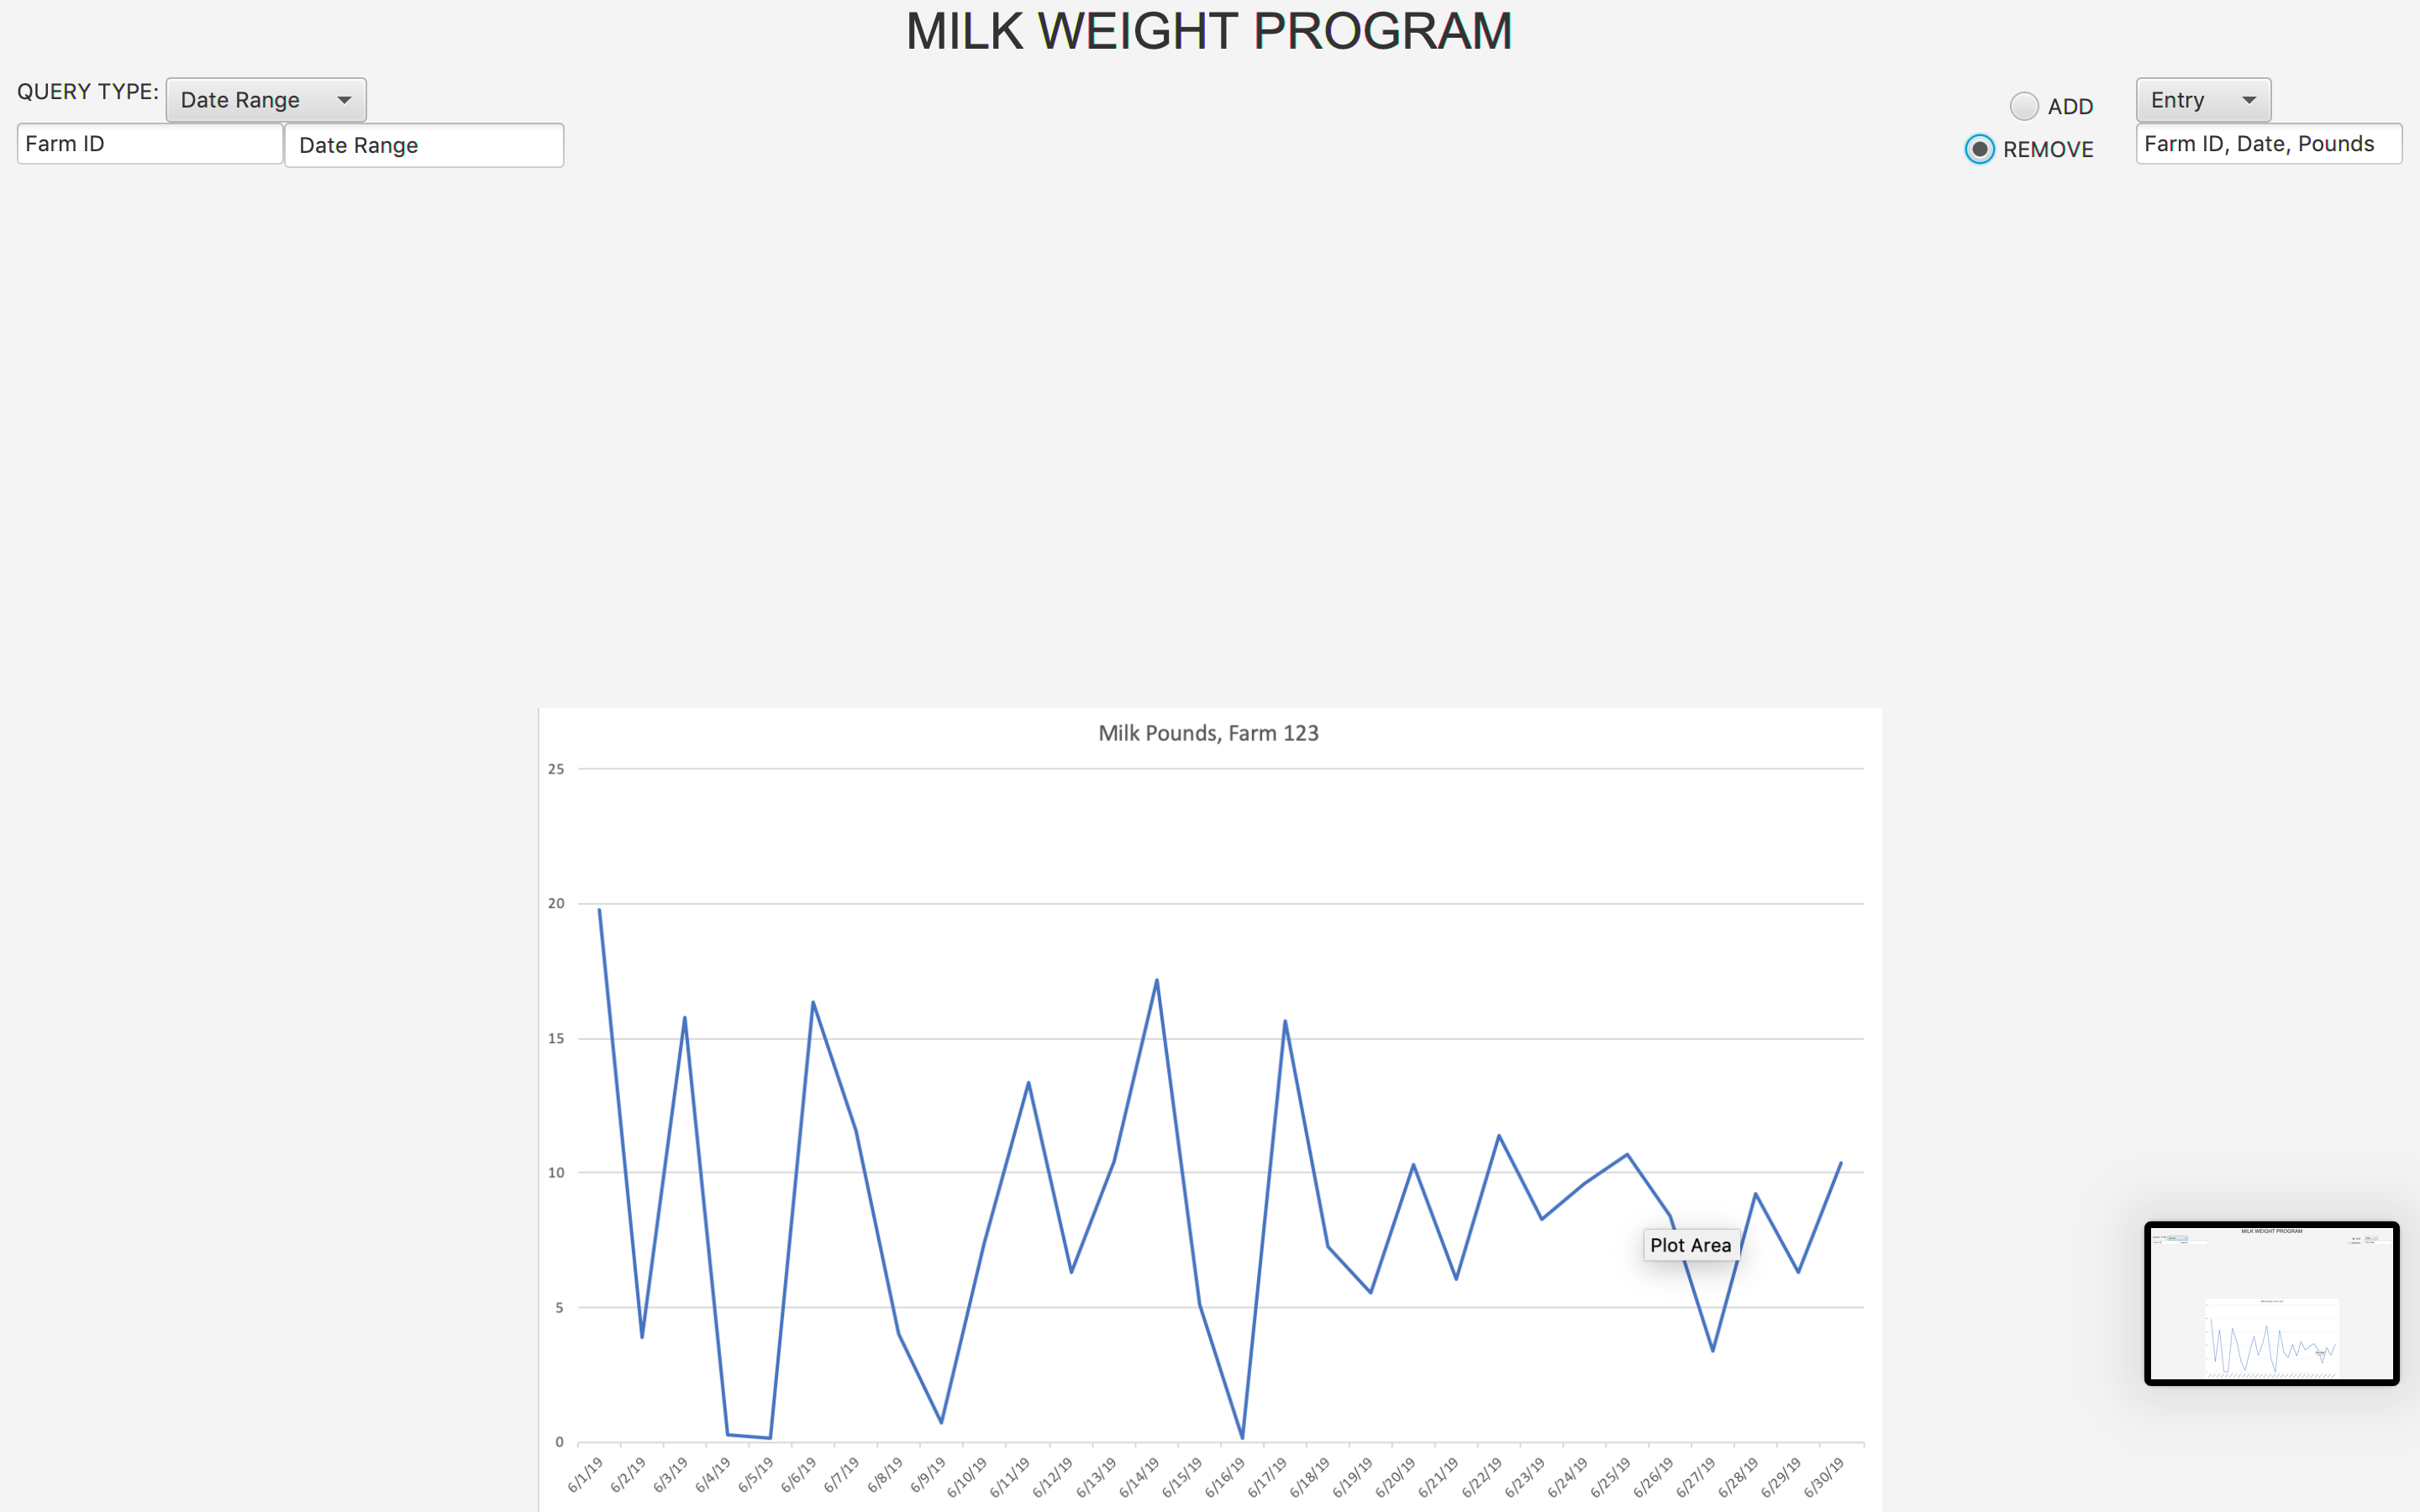 MILK WEIGHT PROGRAM
QUERY TYPE: Date Range
Farm ID Date Range
ADD Entry
REMOVE Farm ID, Date, Pounds
Milk Pounds, Farm 123
25
20
15
10
5
0
Plot Area
6/1/19 6/2/19 6/3/19 6/4/19 6/5/19 6/6/19 6/7/19 6/8/19 6/9/19 6/10/19 6/11/19 6/12/19 6/13/19 6/14/19 6/15/19 6/16/19 6/17/19 6/18/19 6/19/19 6/20/19 6/21/19 6/22/19 6/23/19 6/24/19 6/25/19 6/26/19 6/27/19 6/28/19 6/29/19 6/30/19
MILK WEIGHT PROGRAM